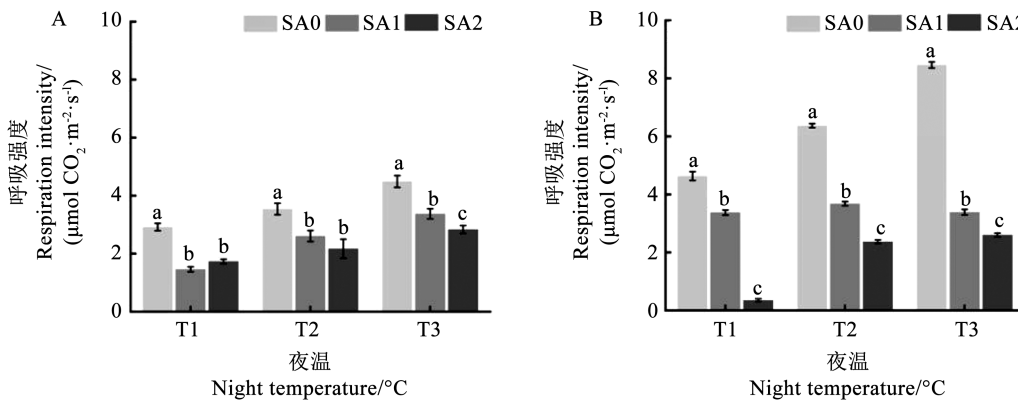 A
SA0 SA1 SA2
10
8
6
4
2
0
呼吸强度
Respiration intensity/
(μmol CO₂·m⁻²·s⁻¹)
a
b
b
a
b
b
a
b
c
T1 T2 T3
夜温
Night temperature/°C
B
SA0 SA1 SA2
10
8
6
4
2
0
呼吸强度
Respiration intensity/
(μmol CO₂·m⁻²·s⁻¹)
a
b
c
a
b
c
a
b
c
T1 T2 T3
夜温
Night temperature/°C